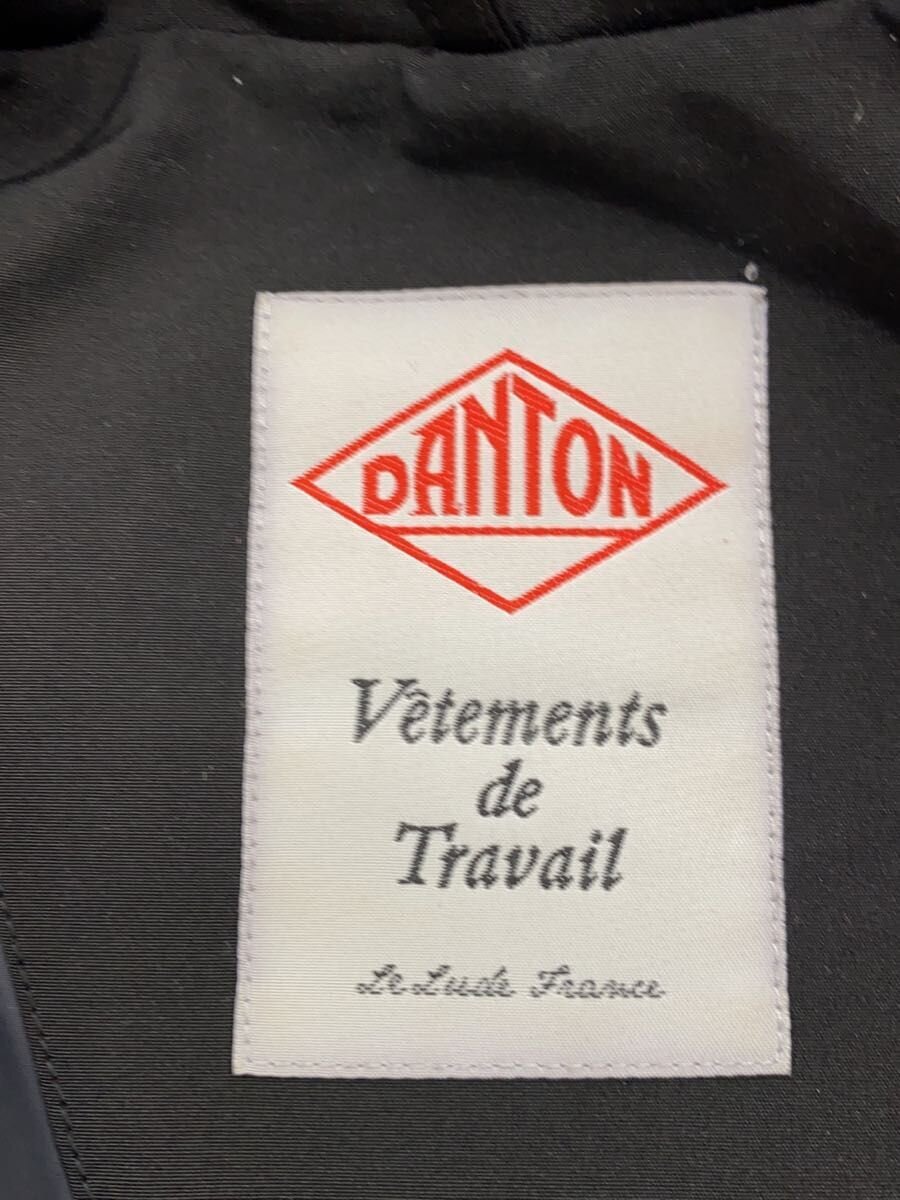 DANTON
Vêtements
de
Travail
Le Lude France